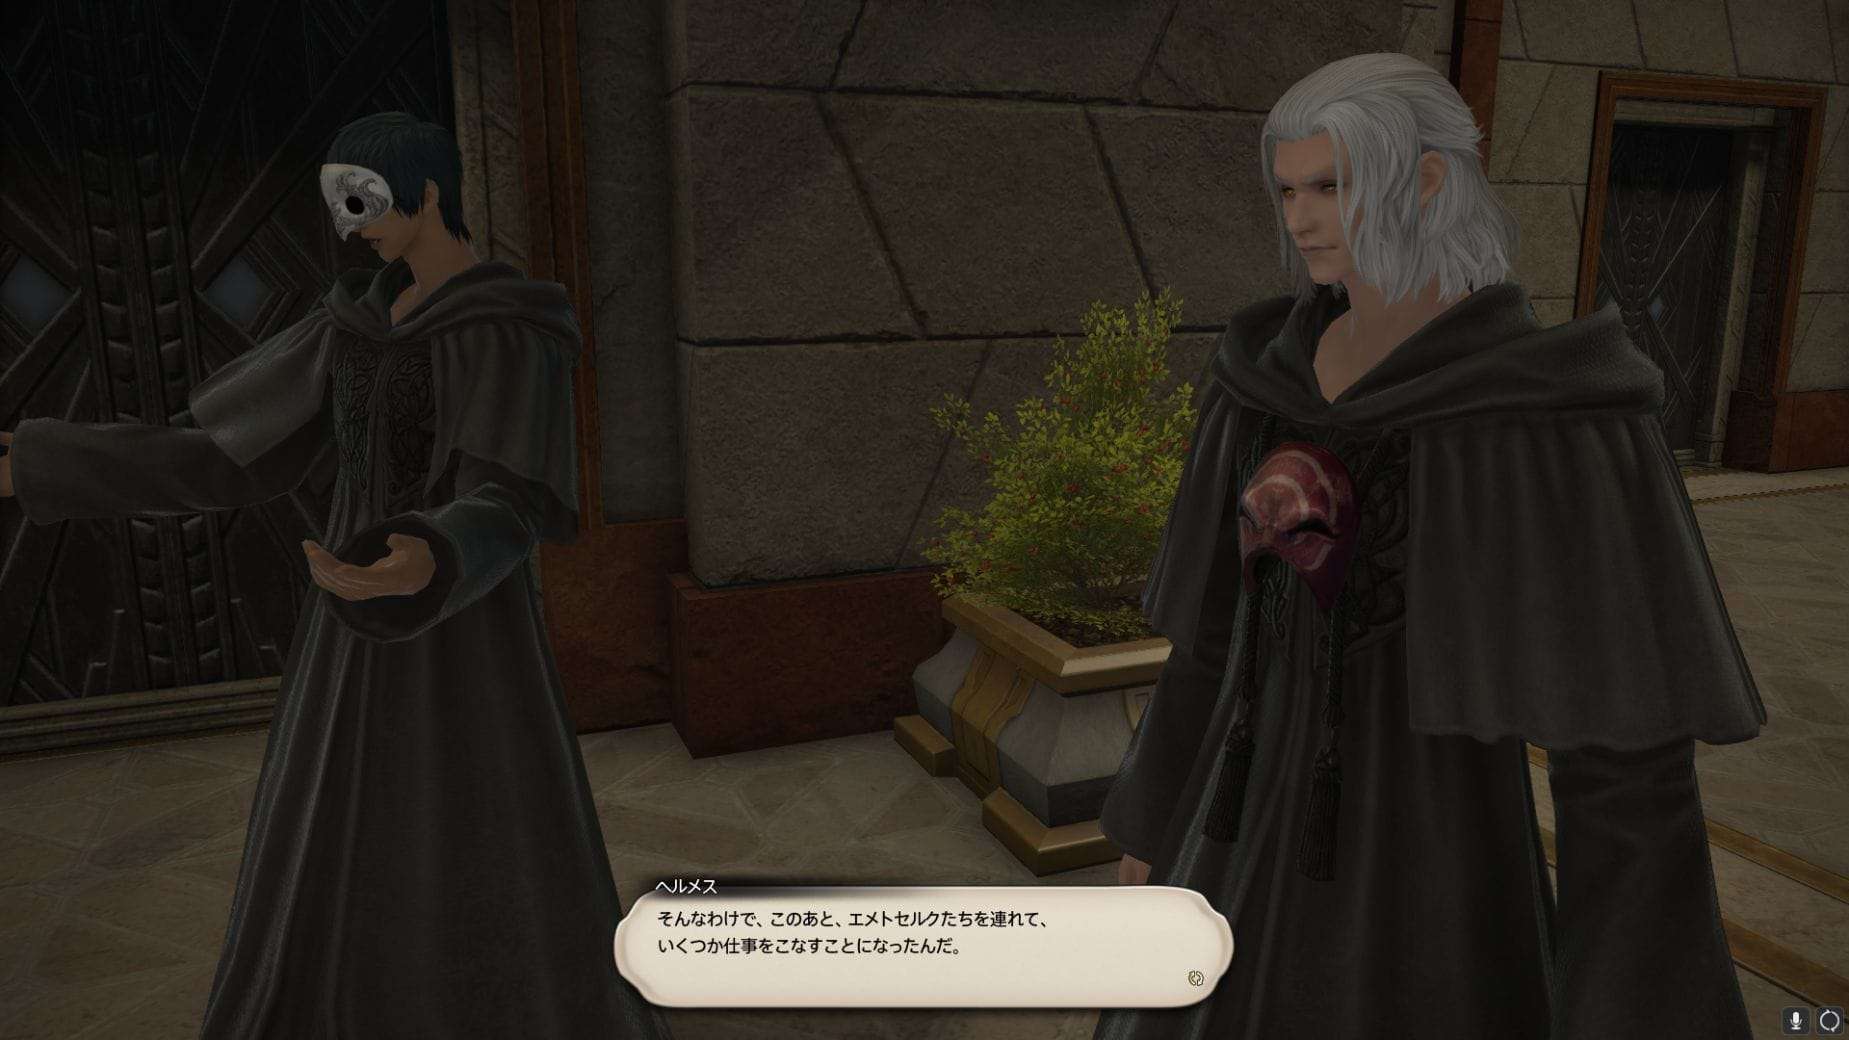 ヘルメス
そんなわけで、このあと、エメトセルクたちを連れて、
いくつか仕事をこなすことになったんだ。